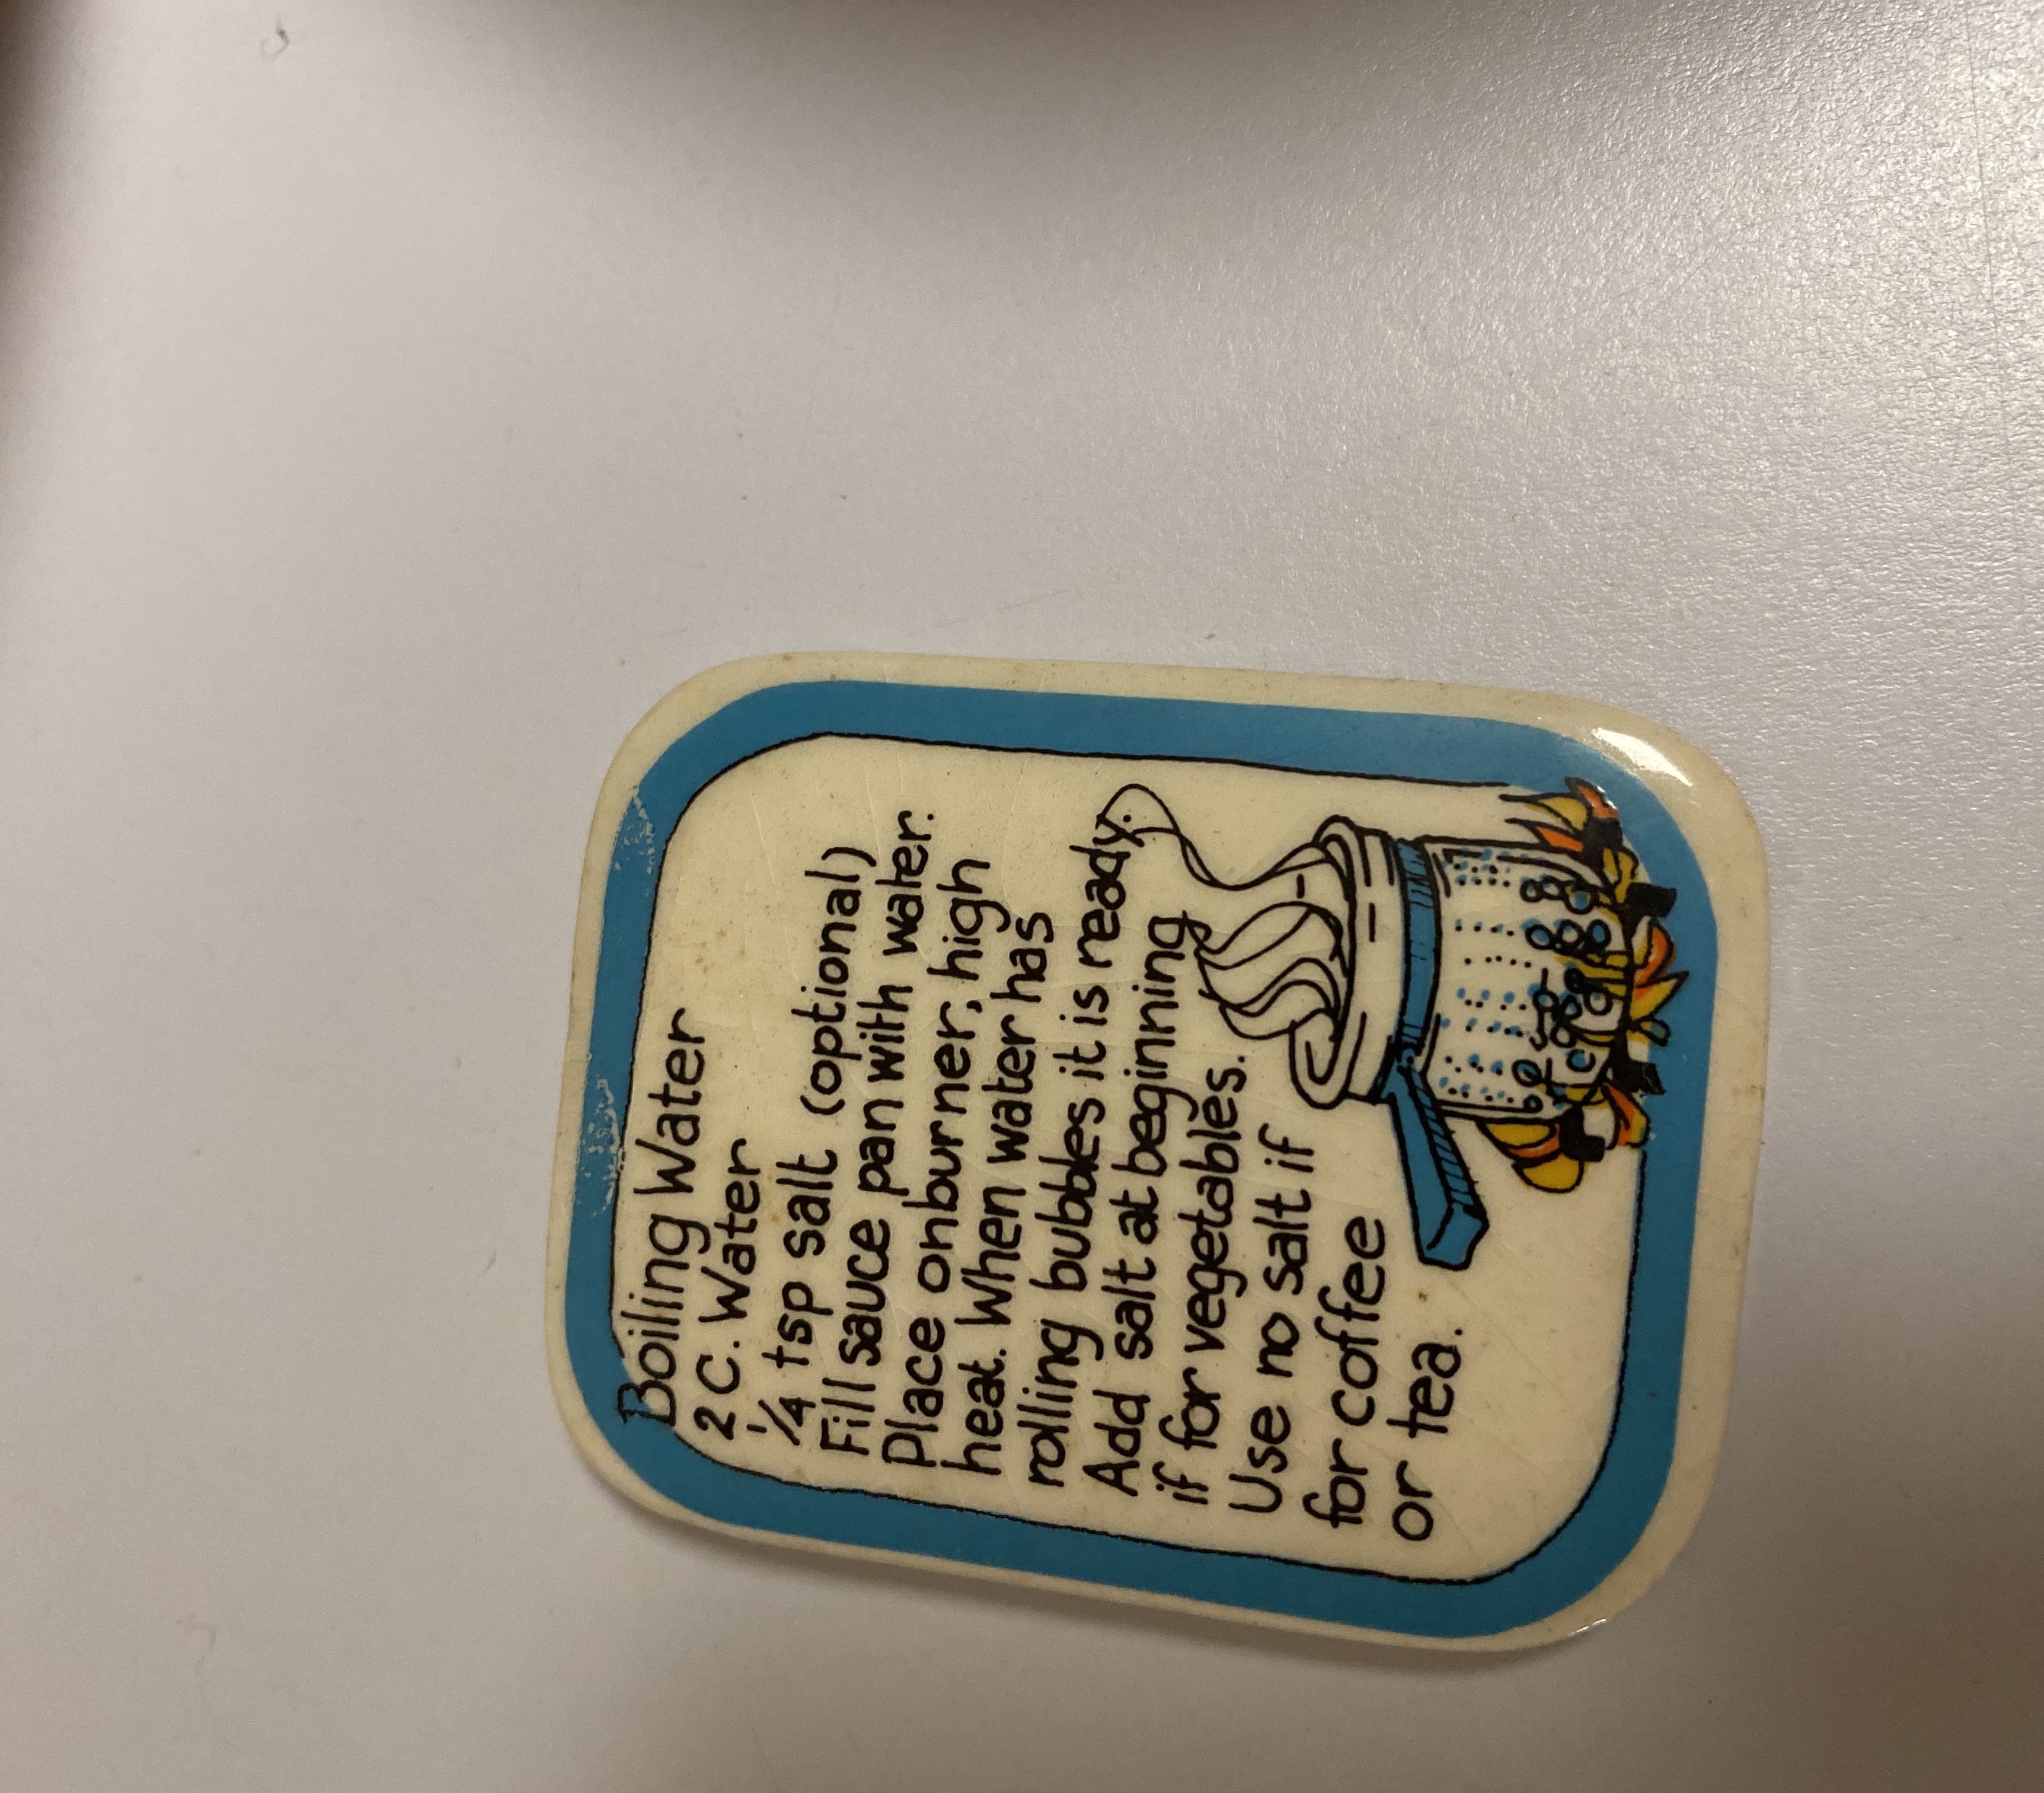 Boiling Water
2 C. Water
1/4 tsp salt (optional)
Fill sauce pan with water.
Place on burner, high
heat. When water has
rolling bubbles it is ready.
Add salt at beginning
if for vegetables.
Use no salt if
for coffee
or tea.